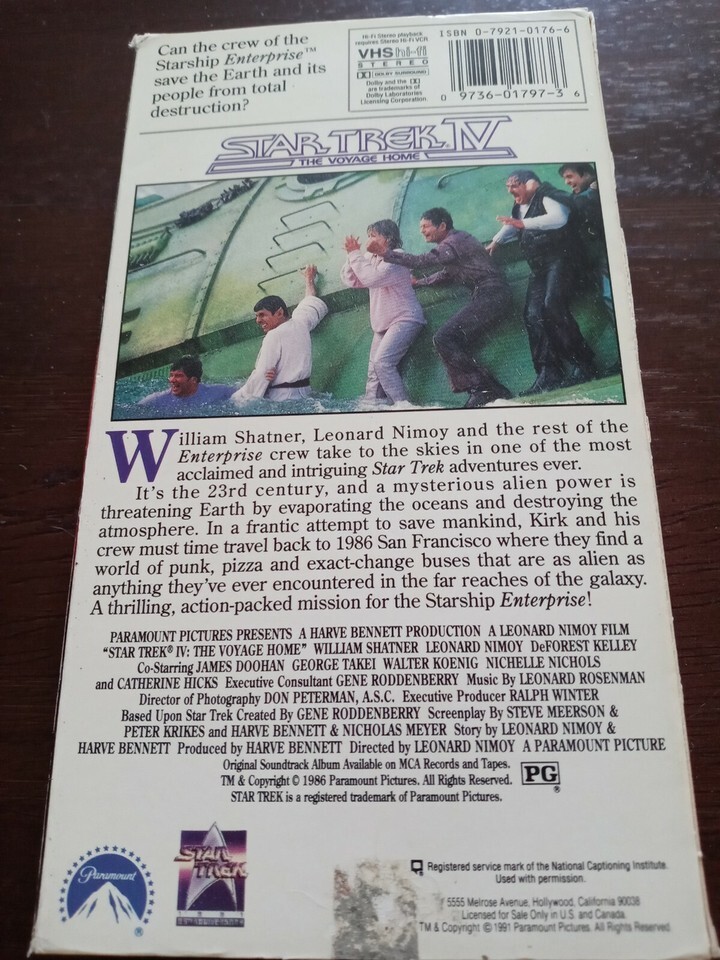 Can the crew of the
Starship Enterprise™
save the Earth and its
people from total
destruction?
Hi-Fi Stereo playback
requires Stereo Hi-Fi VCR.
VHS hi-fi
STEREO
DOLBY SURROUND
Dolby and the
are trademarks of
Dolby Laboratories
Licensing Corporation.
ISBN 0-7921-0176-6
0 9736-01797-3 6
STAR TREK IV
THE VOYAGE HOME
William Shatner, Leonard Nimoy and the rest of the
Enterprise crew take to the skies in one of the most
acclaimed and intriguing Star Trek adventures ever.
It's the 23rd century, and a mysterious alien power is
threatening Earth by evaporating the oceans and destroying the
atmosphere. In a frantic attempt to save mankind, Kirk and his
crew must time travel back to 1986 San Francisco where they find a
world of punk, pizza and exact-change buses that are as alien as
anything they've ever encountered in the far reaches of the galaxy.
A thrilling, action-packed mission for the Starship Enterprise!
PARAMOUNT PICTURES PRESENTS A HARVE BENNETT PRODUCTION A LEONARD NIMOY FILM
"STAR TREK® IV: THE VOYAGE HOME" WILLIAM SHATNER LEONARD NIMOY DeFOREST KELLEY
Co-Starring JAMES DOOHAN GEORGE TAKEI WALTER KOENIG NICHELLE NICHOLS
and CATHERINE HICKS Executive Consultant GENE RODDENBERRY Music By LEONARD ROSENMAN
Director of Photography DON PETERMAN, A.S.C. Executive Producer RALPH WINTER
Based Upon Star Trek Created By GENE RODDENBERRY Screenplay By STEVE MEERSON &
PETER KRIKES and HARVE BENNETT & NICHOLAS MEYER Story by LEONARD NIMOY &
HARVE BENNETT Produced by HARVE BENNETT Directed by LEONARD NIMOY A PARAMOUNT PICTURE
Original Soundtrack Album Available on MCA Records and Tapes.
TM & Copyright © 1986 Paramount Pictures. All Rights Reserved.
STAR TREK is a registered trademark of Paramount Pictures.
PG
®
Paramount
®
STAR TREK
1991
Registered service mark of the National Captioning Institute.
Used with permission.
5555 Melrose Avenue, Hollywood, California 90038
Licensed for Sale Only in U.S. and Canada.
TM & Copyright © 1991 Paramount Pictures. All Rights Reserved.